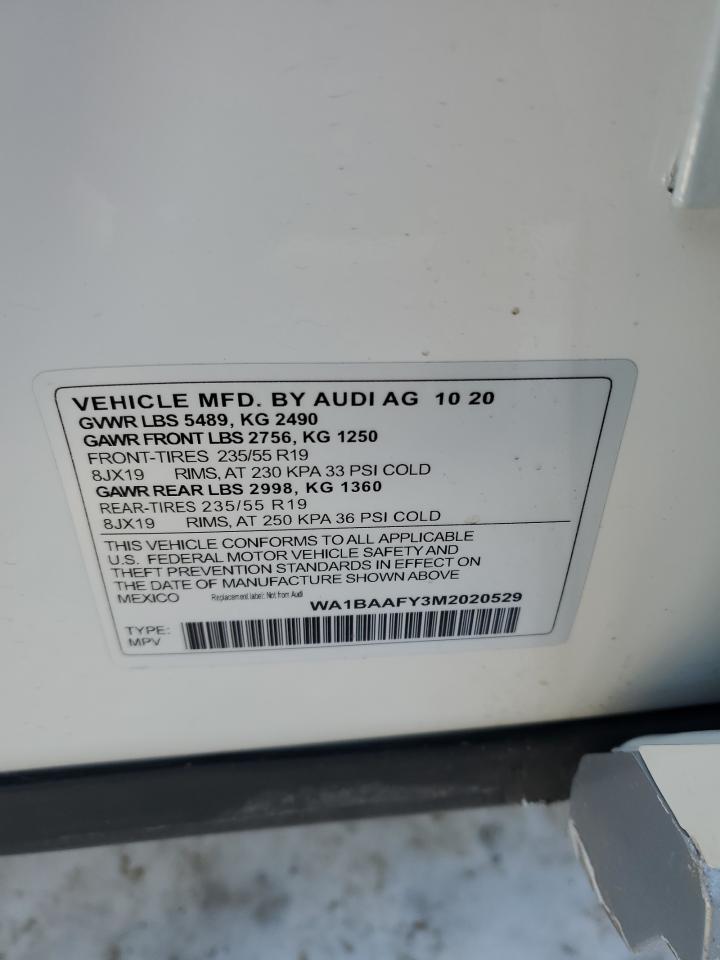 VEHICLE MFD. BY AUDI AG 10 20
GVWR LBS 5489, KG 2490
GAWR FRONT LBS 2756, KG 1250
FRONT-TIRES 235/55 R19
8JX19 RIMS, AT 230 KPA 33 PSI COLD
GAWR REAR LBS 2998, KG 1360
REAR-TIRES 235/55 R19
8JX19 RIMS, AT 250 KPA 36 PSI COLD
THIS VEHICLE CONFORMS TO ALL APPLICABLE
U.S. FEDERAL MOTOR VEHICLE SAFETY AND
THEFT PREVENTION STANDARDS IN EFFECT ON
THE DATE OF MANUFACTURE SHOWN ABOVE
MEXICO Replacement label: Not from Audi WA1BAAFY3M2020529
TYPE:
MPV